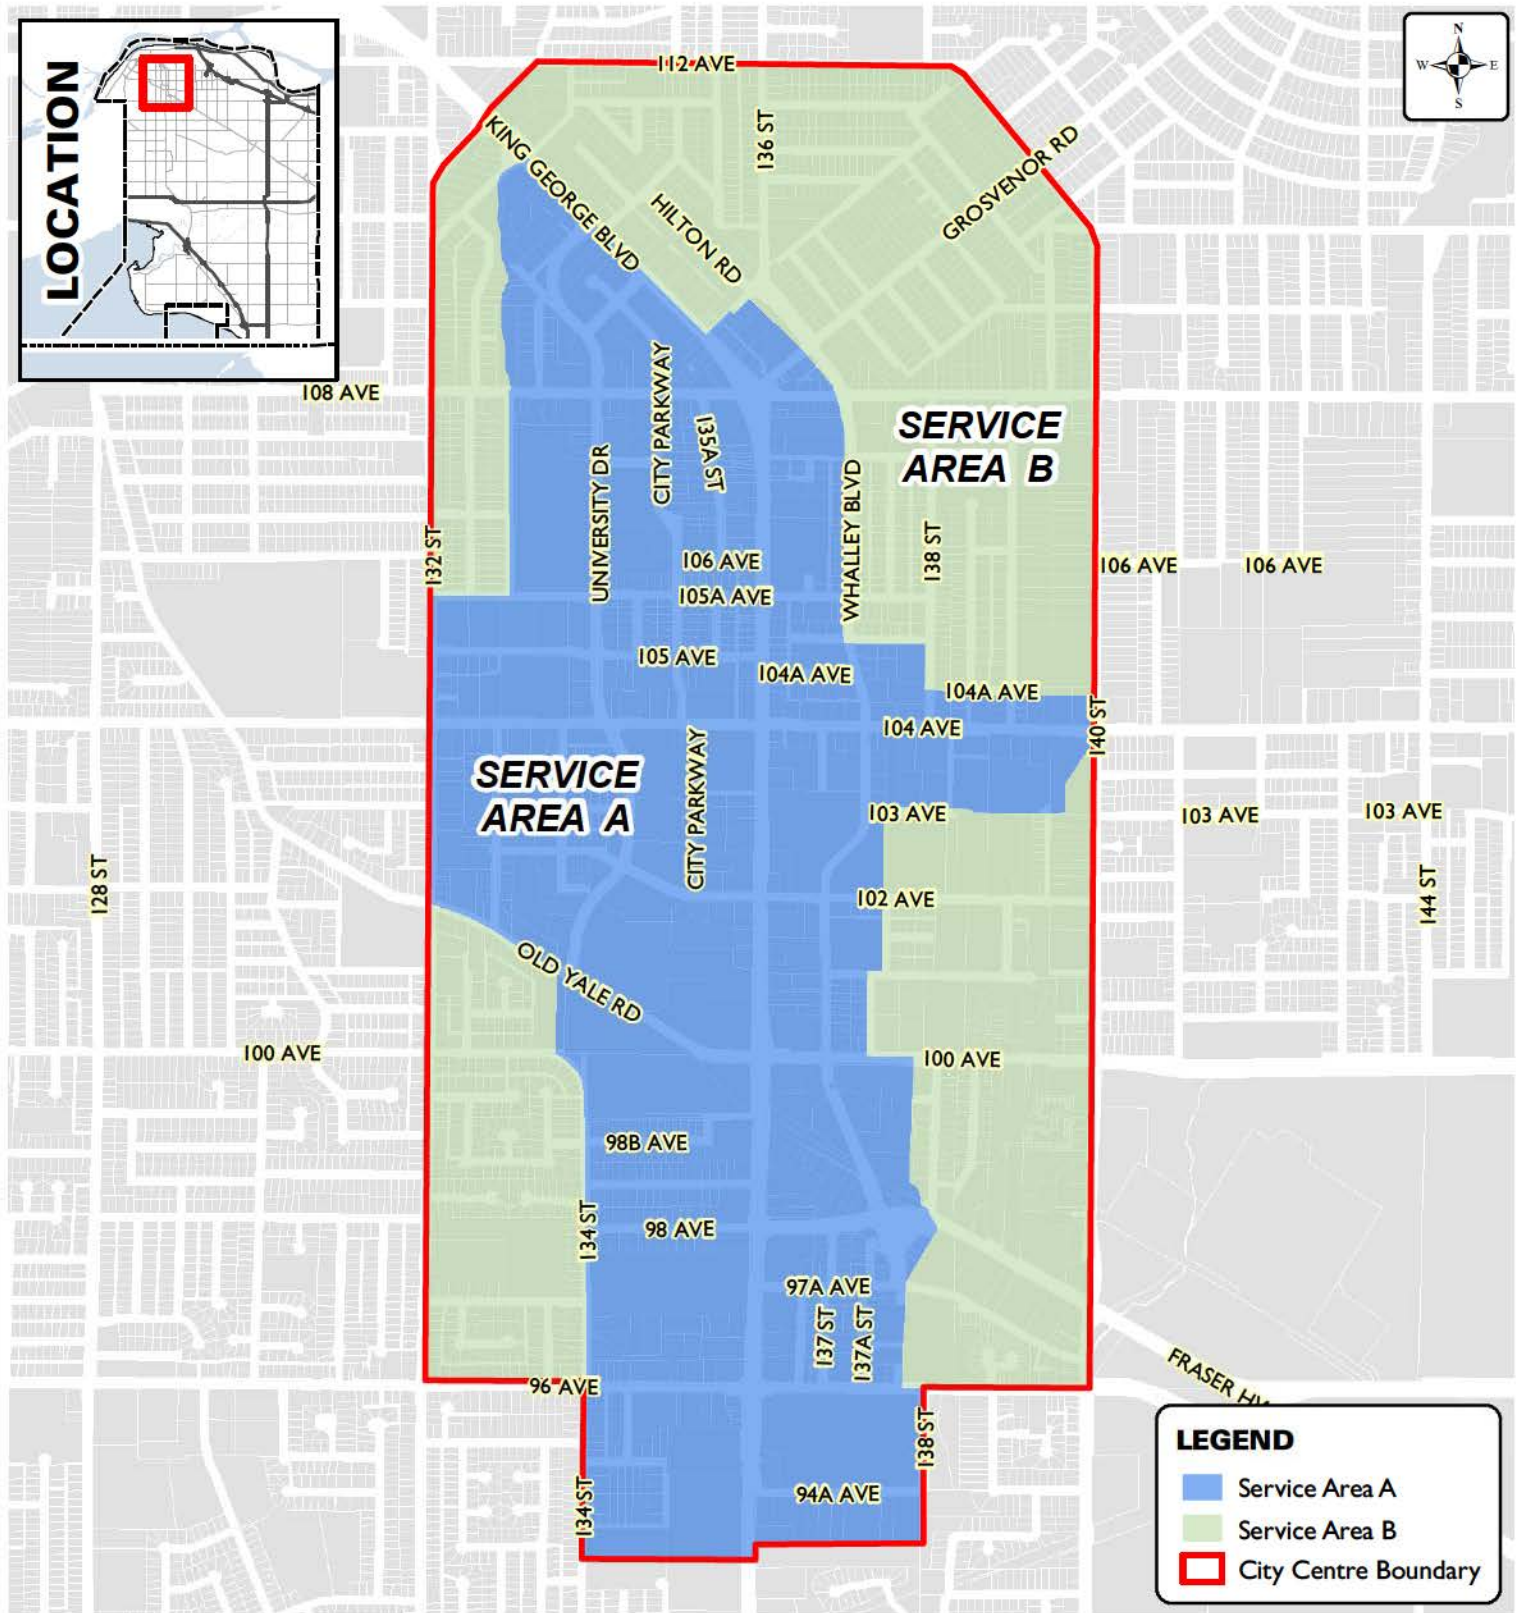 LOCATION
N
W
E
S
112 AVE
KING GEORGE BLVD
136 ST
HILTON RD
GROSVENOR RD
108 AVE
CITY PARKWAY
135A ST
SERVICE
AREA B
UNIVERSITY DR
WHALLEY BLVD
132 ST
138 ST
106 AVE
106 AVE
106 AVE
105A AVE
105 AVE
104A AVE
104A AVE
104 AVE
140 ST
SERVICE
AREA A
CITY PARKWAY
103 AVE
103 AVE
103 AVE
128 ST
102 AVE
144 ST
OLD YALE RD
100 AVE
100 AVE
98B AVE
134 ST
98 AVE
97A AVE
137 ST
137A ST
96 AVE
FRASER HW
138 ST
134 ST
94A AVE
LEGEND
Service Area A
Service Area B
City Centre Boundary